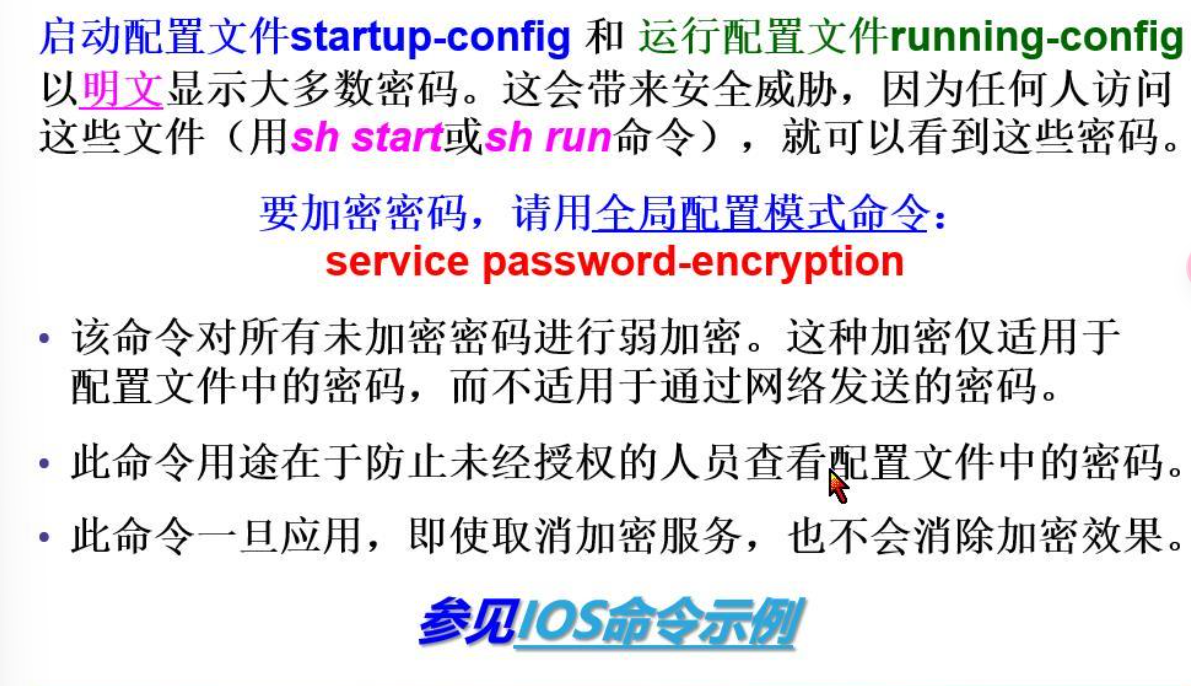 启动配置文件startup-config 和 运行配置文件running-config
以明文显示大多数密码。这会带来安全威胁，因为任何人访问
这些文件（用sh start或sh run命令），就可以看到这些密码。
要加密密码，请用全局配置模式命令：
service password-encryption
• 该命令对所有未加密密码进行弱加密。这种加密仅适用于
配置文件中的密码，而不适用于通过网络发送的密码。
• 此命令用途在于防止未经授权的人员查看配置文件中的密码。
• 此命令一旦应用，即使取消加密服务，也不会消除加密效果。
参见IOS命令示例